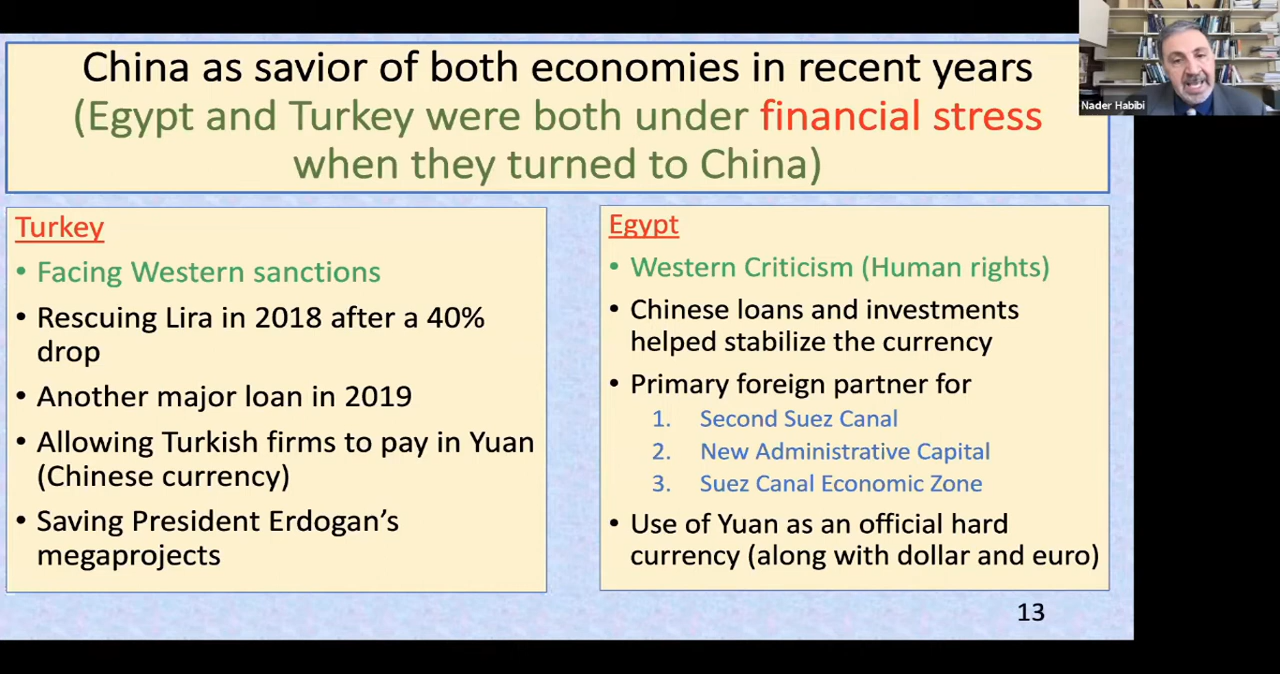 China as savior of both economies in recent years
(Egypt and Turkey were both under financial stress
when they turned to China)
Nader Habibi
Turkey
• Facing Western sanctions
• Rescuing Lira in 2018 after a 40%
drop
• Another major loan in 2019
• Allowing Turkish firms to pay in Yuan
(Chinese currency)
• Saving President Erdogan’s
megaprojects
Egypt
• Western Criticism (Human rights)
• Chinese loans and investments
helped stabilize the currency
• Primary foreign partner for
1. Second Suez Canal
2. New Administrative Capital
3. Suez Canal Economic Zone
• Use of Yuan as an official hard
currency (along with dollar and euro)
13